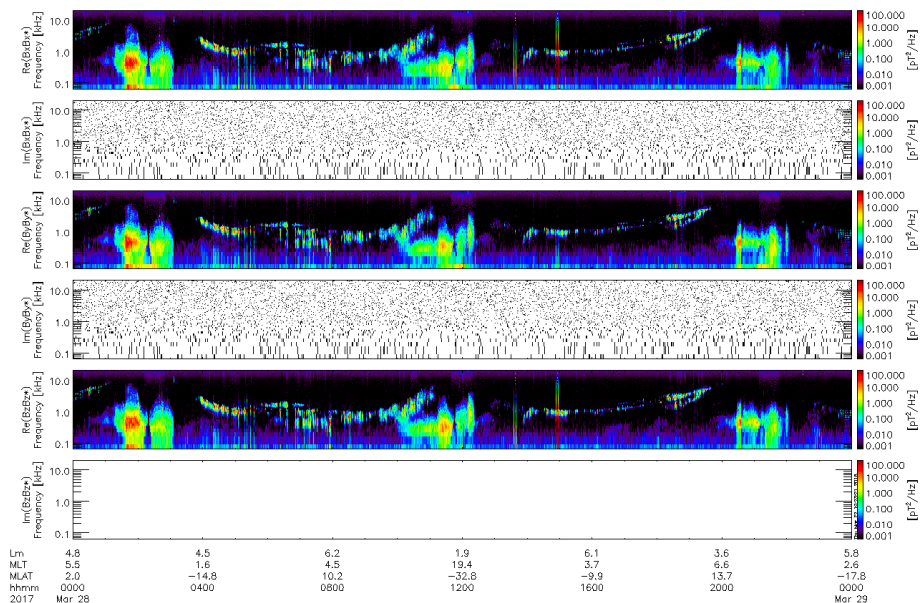 Re(BxBx*)
Frequency [kHz]
10.0
1.0
0.1
100.000
10.000
1.000
0.100
0.010
0.001
[pT²/Hz]
Im(BxBx*)
Frequency [kHz]
10.0
1.0
0.1
100.000
10.000
1.000
0.100
0.010
0.001
[pT²/Hz]
Re(ByBy*)
Frequency [kHz]
10.0
1.0
0.1
100.000
10.000
1.000
0.100
0.010
0.001
[pT²/Hz]
Im(ByBy*)
Frequency [kHz]
10.0
1.0
0.1
100.000
10.000
1.000
0.100
0.010
0.001
[pT²/Hz]
Re(BzBz*)
Frequency [kHz]
10.0
1.0
0.1
100.000
10.000
1.000
0.100
0.010
0.001
[pT²/Hz]
Im(BzBz*)
Frequency [kHz]
10.0
1.0
0.1
100.000
10.000
1.000
0.100
0.010
0.001
[pT²/Hz]
Lm 4.8 4.5 6.2 1.9 6.1 3.6 5.8
MLT 5.5 1.6 4.5 19.4 3.7 6.6 2.6
MLAT 2.0 −14.8 10.2 −32.8 −9.9 13.7 −17.8
hhmm 0000 0400 0800 1200 1600 2000 0000
2017 Mar 28 Mar 29